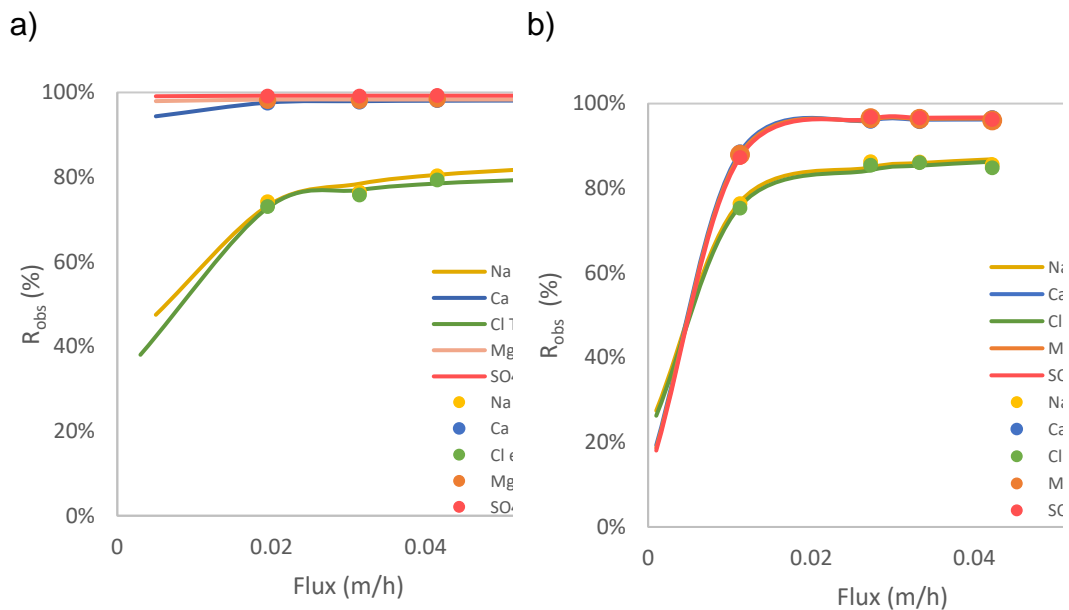 a)
100%
80%
60%
40%
20%
0%
R_obs (%)
0
0.02
0.04
Flux (m/h)
Na
Ca
Cl T
Mg
SO4
Na
Ca
Cl e
Mg
SO4
b)
100%
80%
60%
40%
20%
0%
R_obs (%)
0
0.02
0.04
Flux (m/h)
Na
Ca
Cl
M
SC
Na
Ca
Cl
M
SC